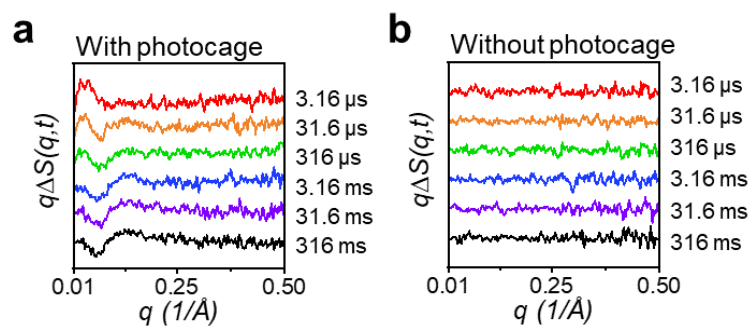 a
With photocage
qΔS(q,t)
3.16 µs
31.6 µs
316 µs
3.16 ms
31.6 ms
316 ms
0.01
0.25
0.50
q (1/Å)
b
Without photocage
qΔS(q,t)
3.16 µs
31.6 µs
316 µs
3.16 ms
31.6 ms
316 ms
0.01
0.25
0.50
q (1/Å)